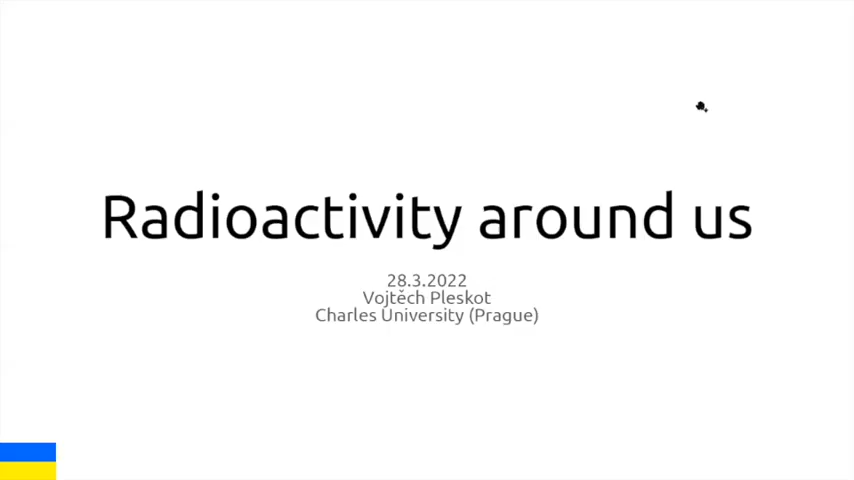 Radioactivity around us
28.3.2022
Vojtěch Pleskot
Charles University (Prague)